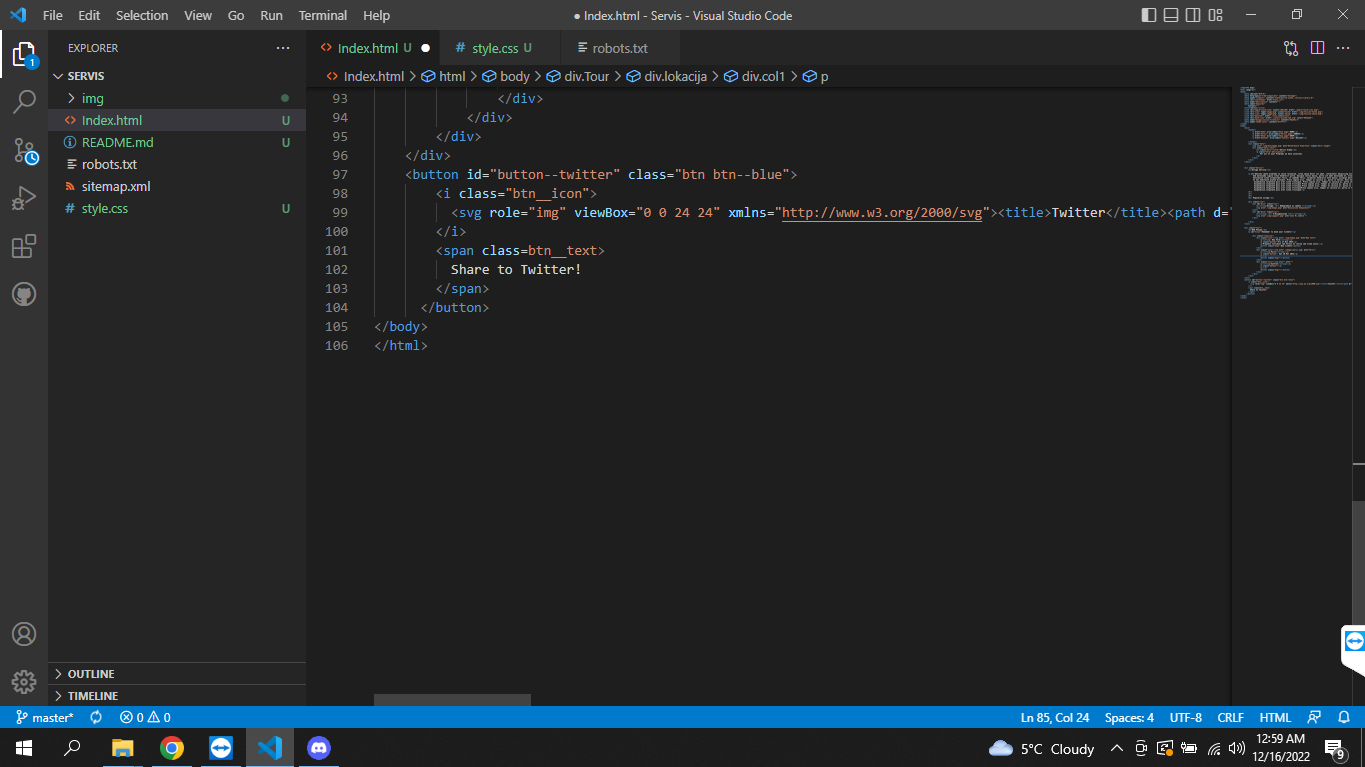 File Edit Selection View Go Run Terminal Help
● Index.html - Servis - Visual Studio Code
EXPLORER
SERVIS
img
Index.html U
README.md U
robots.txt
sitemap.xml
style.css U
OUTLINE
TIMELINE
1
Index.html U
style.css U
robots.txt
Index.html > html > body > div.Tour > div.lokacija > div.col1 > p
93 </div>
94 </div>
95 </div>
96 </div>
97 <button id="button--twitter" class="btn btn--blue">
98 <i class="btn__icon">
99 <svg role="img" viewBox="0 0 24 24" xmlns="http://www.w3.org/2000/svg"><title>Twitter</title><path d="
100 </i>
101 <span class=btn__text>
102 Share to Twitter!
103 </span>
104 </button>
105 </body>
106 </html>
master* 0 0
Ln 85, Col 24 Spaces: 4 UTF-8 CRLF HTML
5°C Cloudy
12:59 AM
12/16/2022
9